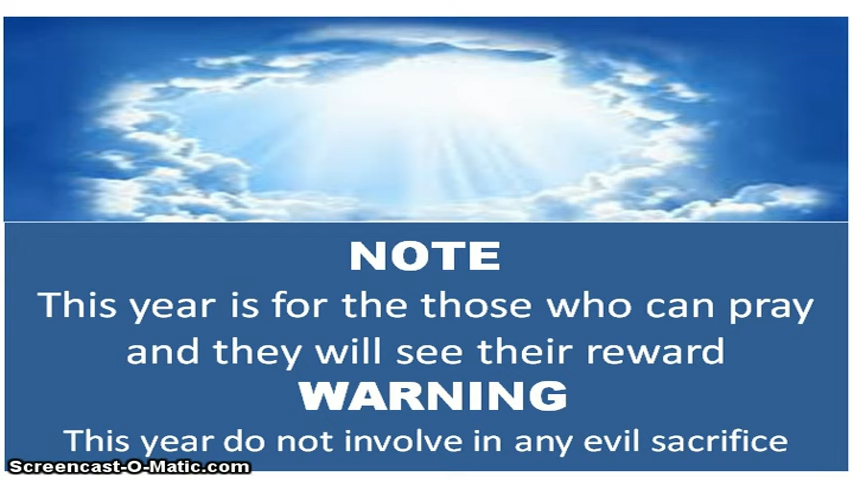 NOTE
This year is for the those who can pray
and they will see their reward
WARNING
This year do not involve in any evil sacrifice
Screencast-O-Matic.com